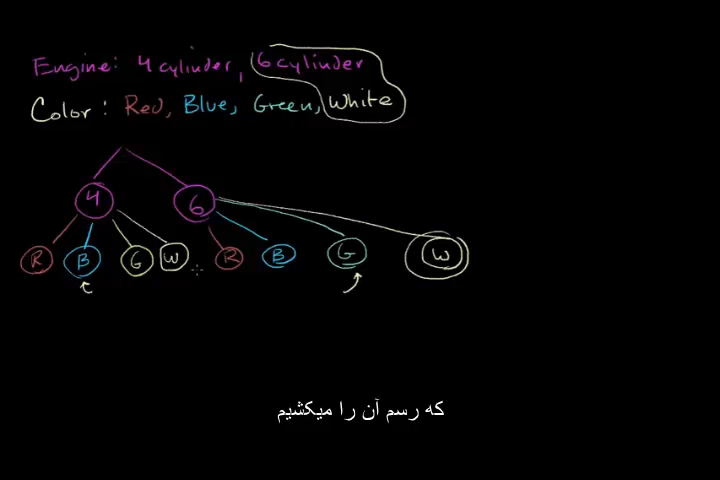 Engine: 4 cylinder, 6 cylinder
Color: Red, Blue, Green, White
4 6
R B G W R B G W
که رسم آن را میکشیم